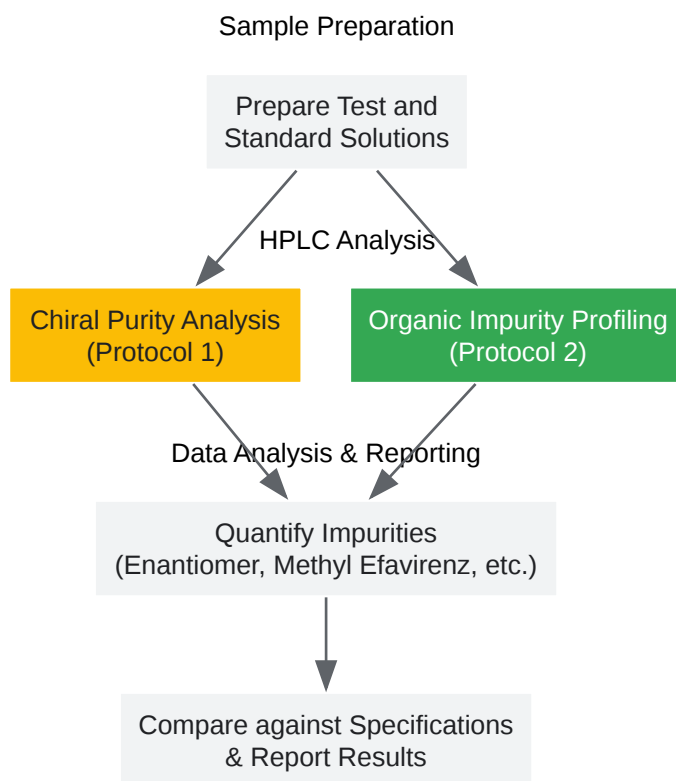 Sample Preparation
Prepare Test and
Standard Solutions
HPLC Analysis
Chiral Purity Analysis
(Protocol 1)
Organic Impurity Profiling
(Protocol 2)
Data Analysis & Reporting
Quantify Impurities
(Enantiomer, Methyl Efavirenz, etc.)
Compare against Specifications
& Report Results